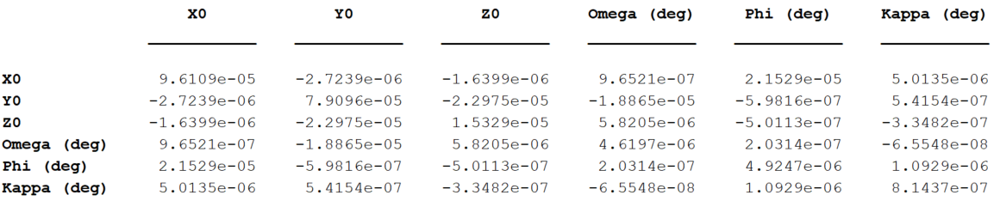 X0 Y0 Z0 Omega (deg) Phi (deg) Kappa (deg)
X0 9.6109e-05 -2.7239e-06 -1.6399e-06 9.6521e-07 2.1529e-05 5.0135e-06
Y0 -2.7239e-06 7.9096e-05 -2.2975e-05 -1.8865e-05 -5.9816e-07 5.4154e-07
Z0 -1.6399e-06 -2.2975e-05 1.5329e-05 5.8205e-06 -5.0113e-07 -3.3482e-07
Omega (deg) 9.6521e-07 -1.8865e-05 5.8205e-06 4.6197e-06 2.0314e-07 -6.5548e-08
Phi (deg) 2.1529e-05 -5.9816e-07 -5.0113e-07 2.0314e-07 4.9247e-06 1.0929e-06
Kappa (deg) 5.0135e-06 5.4154e-07 -3.3482e-07 -6.5548e-08 1.0929e-06 8.1437e-07